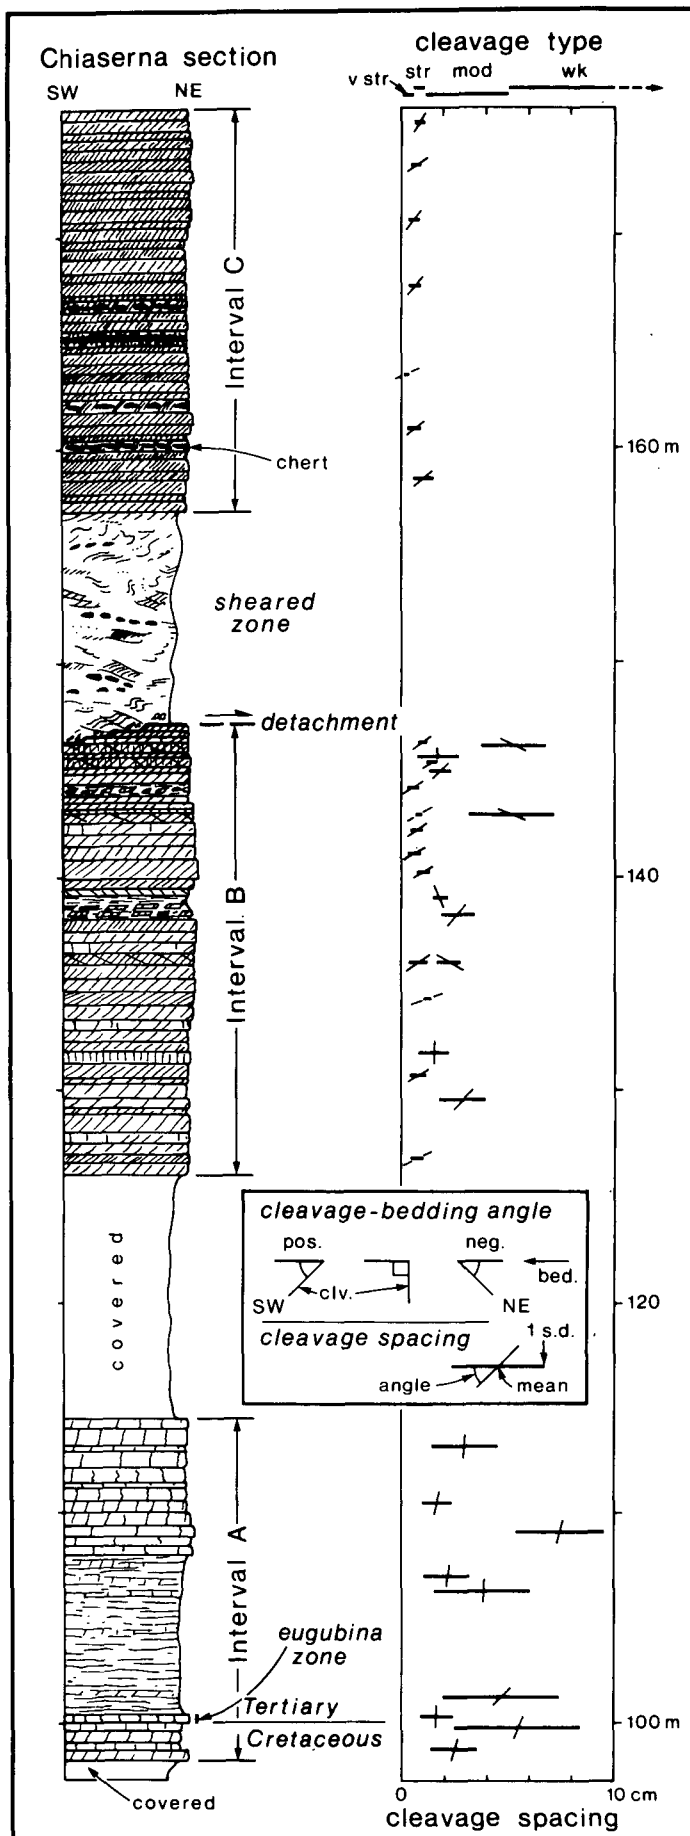 Chiaserna section
SW NE
cleavage type
v str str mod wk
Interval C
160 m
chert
sheared zone
detachment
140
Interval B
covered
cleavage-bedding angle
pos. neg.
bed.
clv.
SW NE
120
cleavage spacing
1 s.d.
angle mean
Interval A
eugubina zone
Tertiary
Cretaceous
100 m
covered
0 10 cm
cleavage spacing